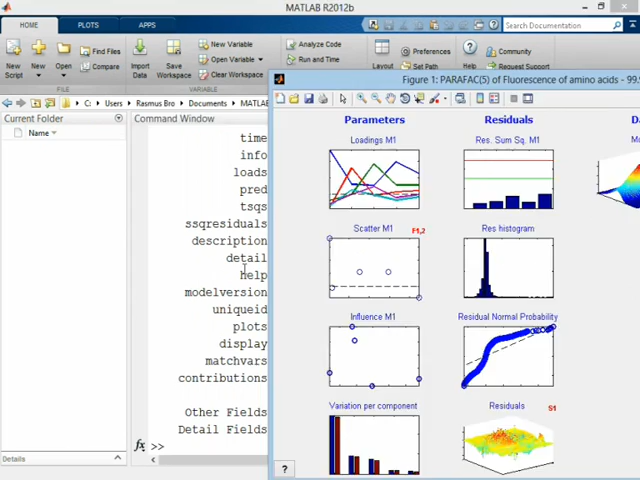 MATLAB R2012b
HOME
PLOTS
APPS
Search Documentation
New Script
New
Open
Find Files
Compare
Import Data
Save Workspace
New Variable
Open Variable
Clear Workspace
Analyze Code
Run and Time
Layout
Preferences
Set Path
Help
Community
Request Support
FILE
VARIABLE
Figure 1: PARAFAC(5) of Fluorescence of amino acids - 99.
C: Users Rasmus Bro Documents MATLAB
Current Folder
Command Window
Name
time
info
loads
pred
tsqs
ssqresiduals
description
detail
help
modelversion
uniqueid
plots
display
matchvars
contributions
Other Fields
Detail Fields
fx >>
Details
Parameters
Residuals
Da
Loadings M1
Res. Sum Sq. M1
Mo
Scatter M1
F1,2
Res histogram
Influence M1
Residual Normal Probability
Variation per component
Residuals
S1
?